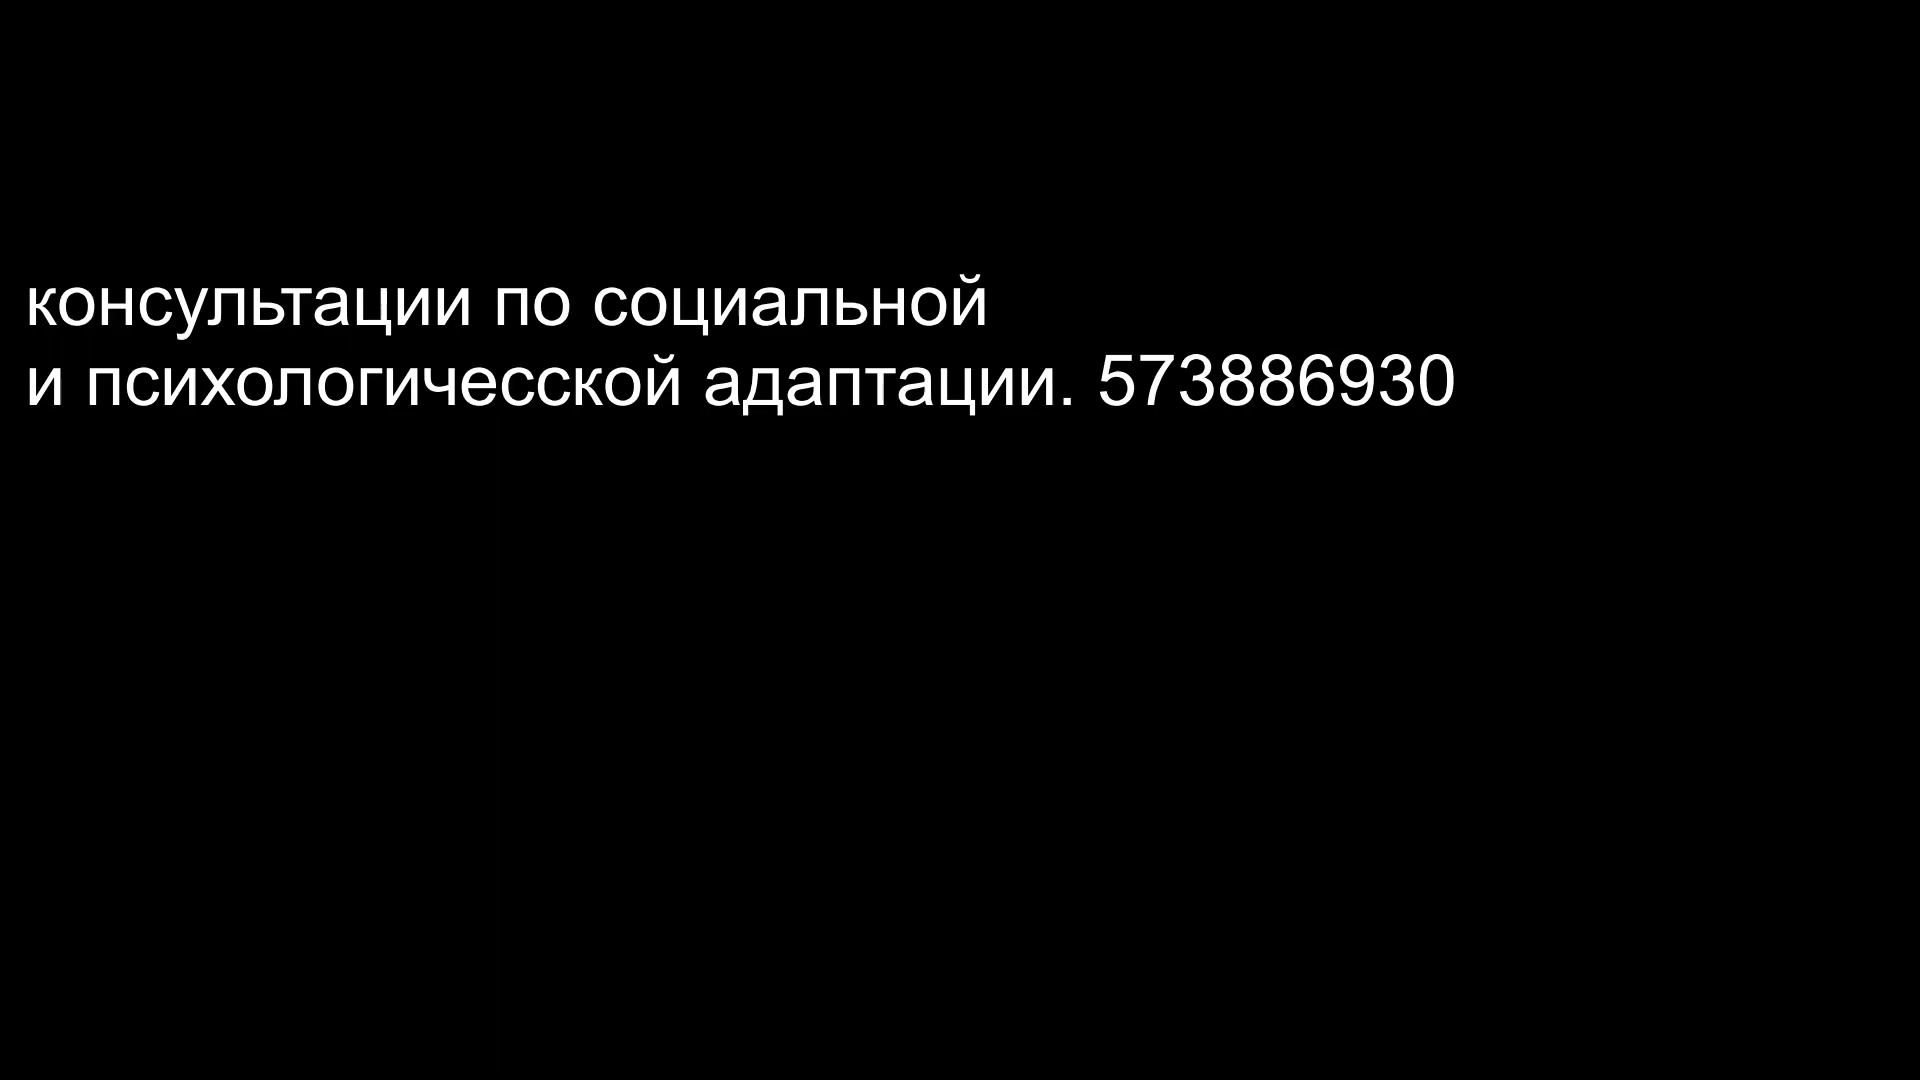 консультации по социальной
и психологичесской адаптации. 573886930